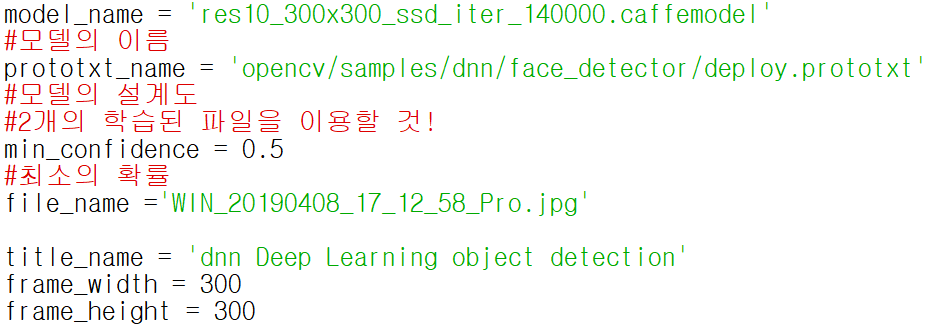 model_name = 'res10_300x300_ssd_iter_140000.caffemodel'
#모델의 이름
prototxt_name = 'opencv/samples/dnn/face_detector/deploy.prototxt'
#모델의 설계도
#2개의 학습된 파일을 이용할 것!
min_confidence = 0.5
#최소의 확률
file_name ='WIN_20190408_17_12_58_Pro.jpg'
title_name = 'dnn Deep Learning object detection'
frame_width = 300
frame_height = 300